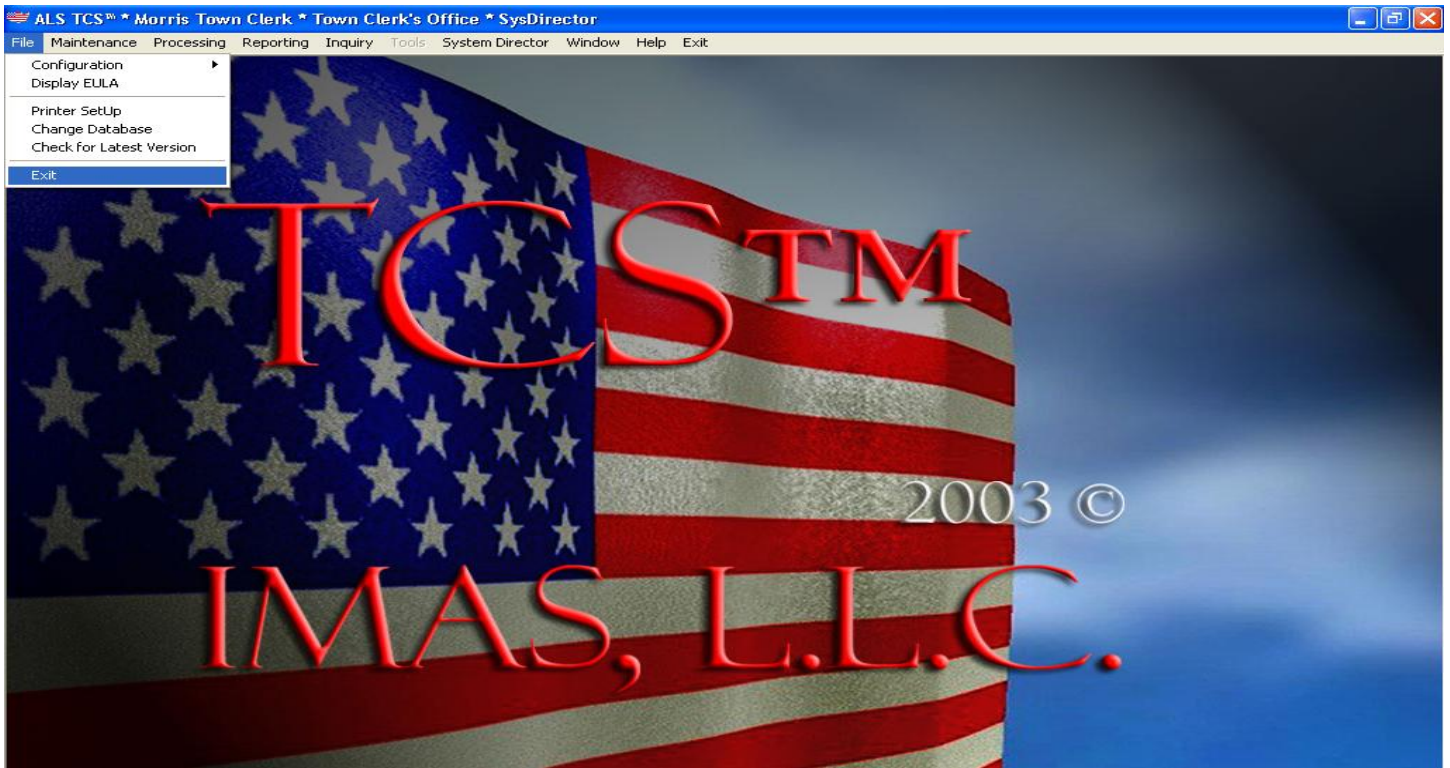 ALS TCS™ * Morris Town Clerk * Town Clerk's Office * SysDirector
File Maintenance Processing Reporting Inquiry Tools System Director Window Help Exit
Configuration
Display EULA
Printer SetUp
Change Database
Check for Latest Version
Exit
TCS™
2003 ©
IMAS, L.L.C.